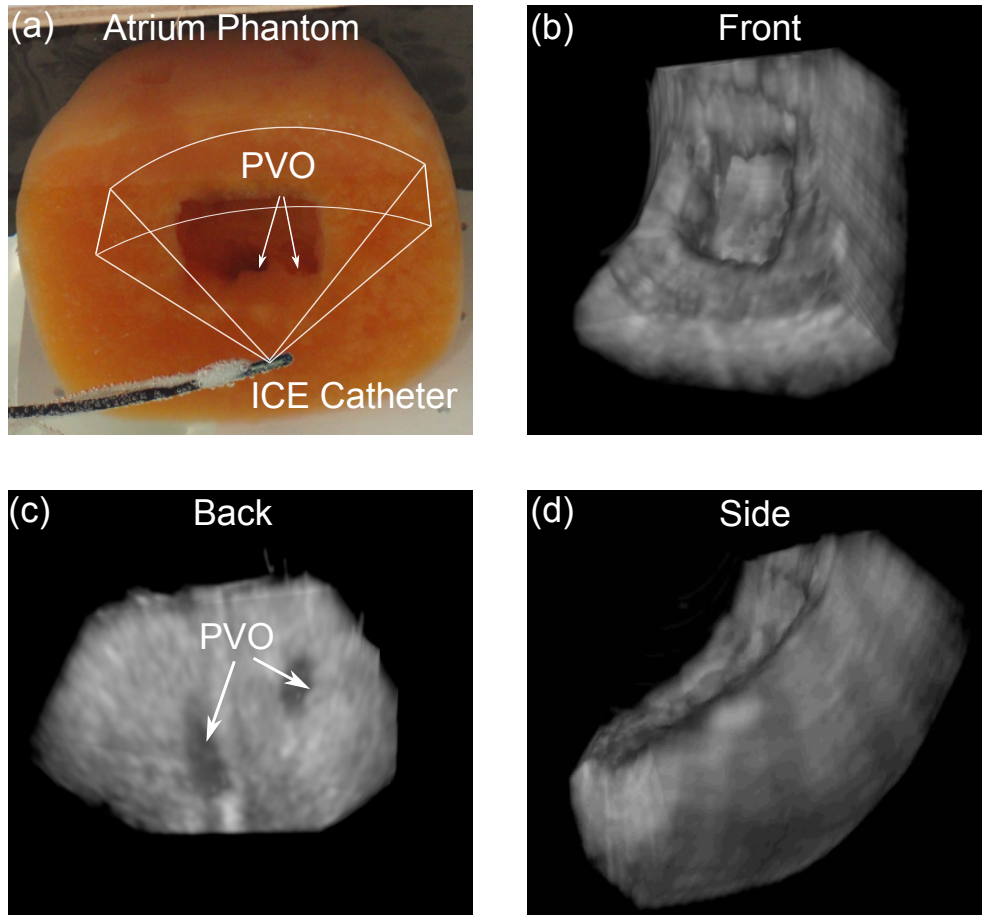 (a) Atrium Phantom
PVO
ICE Catheter
(b) Front
(c) Back
PVO
(d) Side